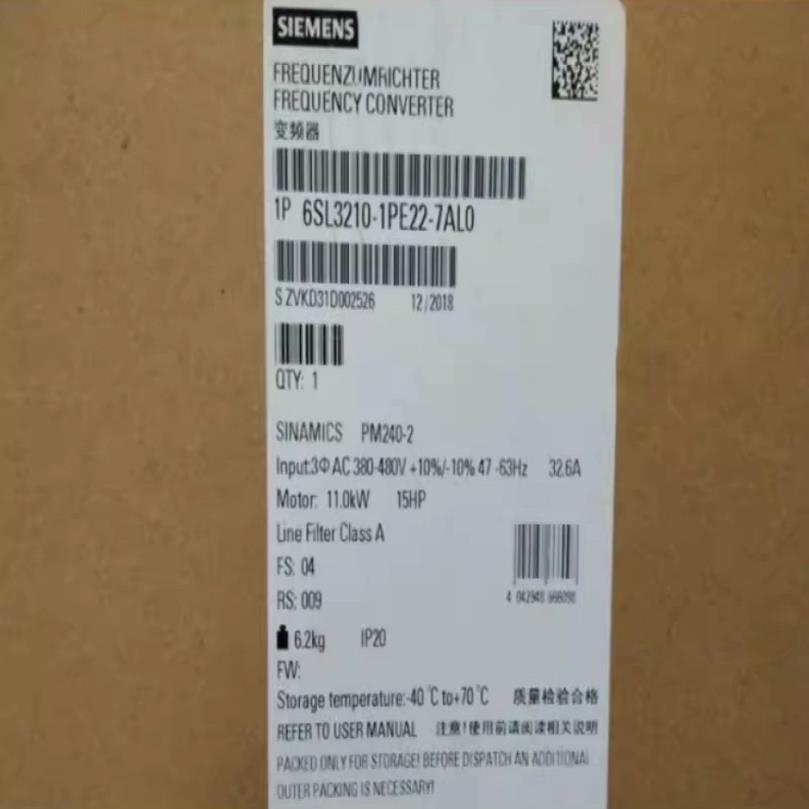 SIEMENS
FREQUENZUMRICHTER
FREQUENCY CONVERTER
变频器
1P 6SL3210-1PE22-7AL0
S ZVKD31D002526 12/2018
QTY: 1
SINAMICS PM240-2
Input:3Φ AC 380-480V +10%/-10% 47 -63Hz 32.6A
Motor: 11.0kW 15HP
Line Filter Class A
FS: 04
RS: 009
6.2kg IP20
FW:
Storage temperature:-40 °C to+70 °C 质量检验合格
REFER TO USER MANUAL 注意!使用前请阅读相关说明
PACKED ONLY FOR STORAGE! BEFORE DISPATCH AN ADDITIONAL
OUTER PACKING IS NECESSARY!